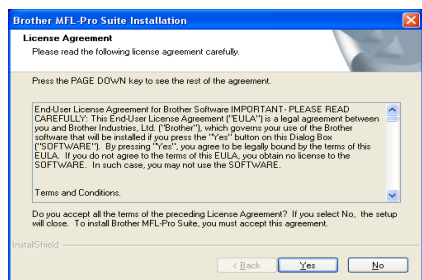 Brother MFL-Pro Suite Installation
License Agreement
Please read the following license agreement carefully.
Press the PAGE DOWN key to see the rest of the agreement.
End-User License Agreement for Brother Software IMPORTANT- PLEASE READ
CAREFULLY: This End-User License Agreement ("EULA") is a legal agreement between
you and Brother Industries, Ltd. ("Brother"), which governs your use of the Brother
software that will be installed if you press the "Yes" button on this Dialog Box
("SOFTWARE"). By pressing "Yes", you agree to be legally bound by the terms of this
EULA. If you do not agree to the terms of this EULA, you obtain no license to the
SOFTWARE. In such case, you may not use the SOFTWARE.
Terms and Conditions.
Do you accept all the terms of the preceding License Agreement? If you select No, the setup
will close. To install Brother MFL-Pro Suite, you must accept this agreement.
InstallShield
< Back
Yes
No